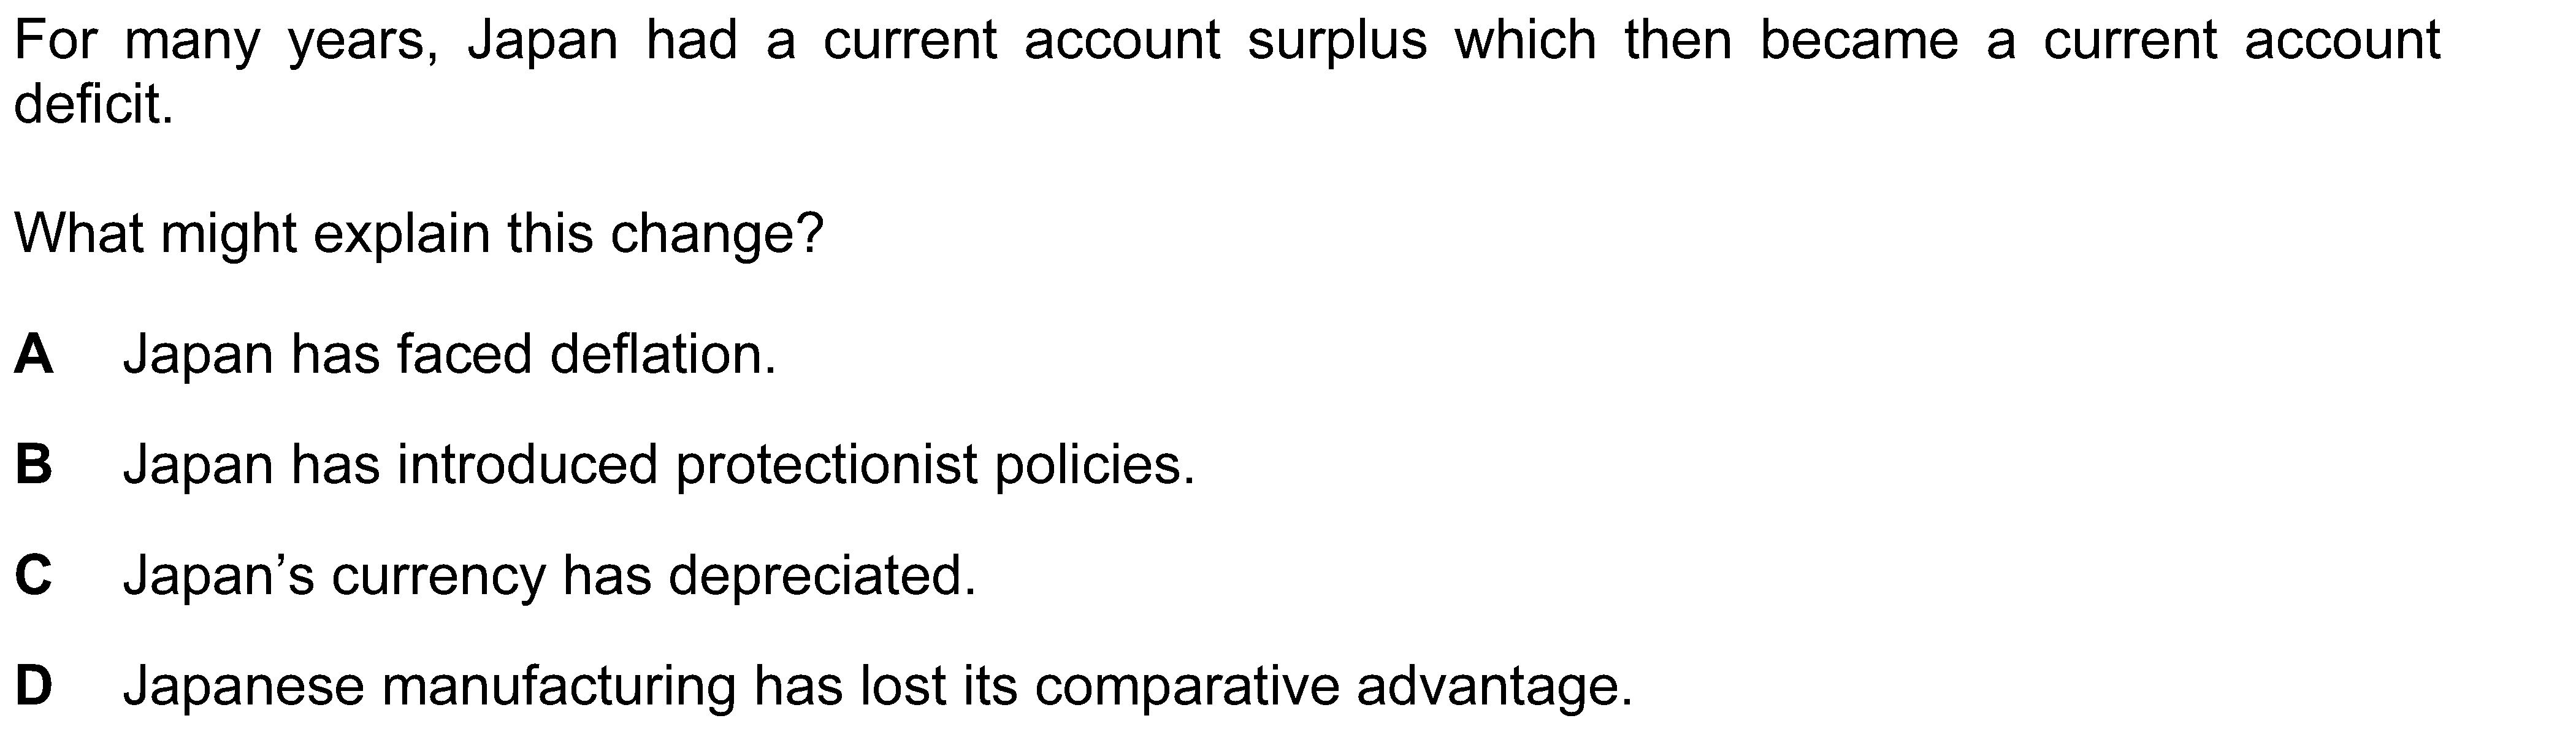 For many years, Japan had a current account surplus which then became a current account
deficit.
What might explain this change?
A Japan has faced deflation.
B Japan has introduced protectionist policies.
C Japan’s currency has depreciated.
D Japanese manufacturing has lost its comparative advantage.